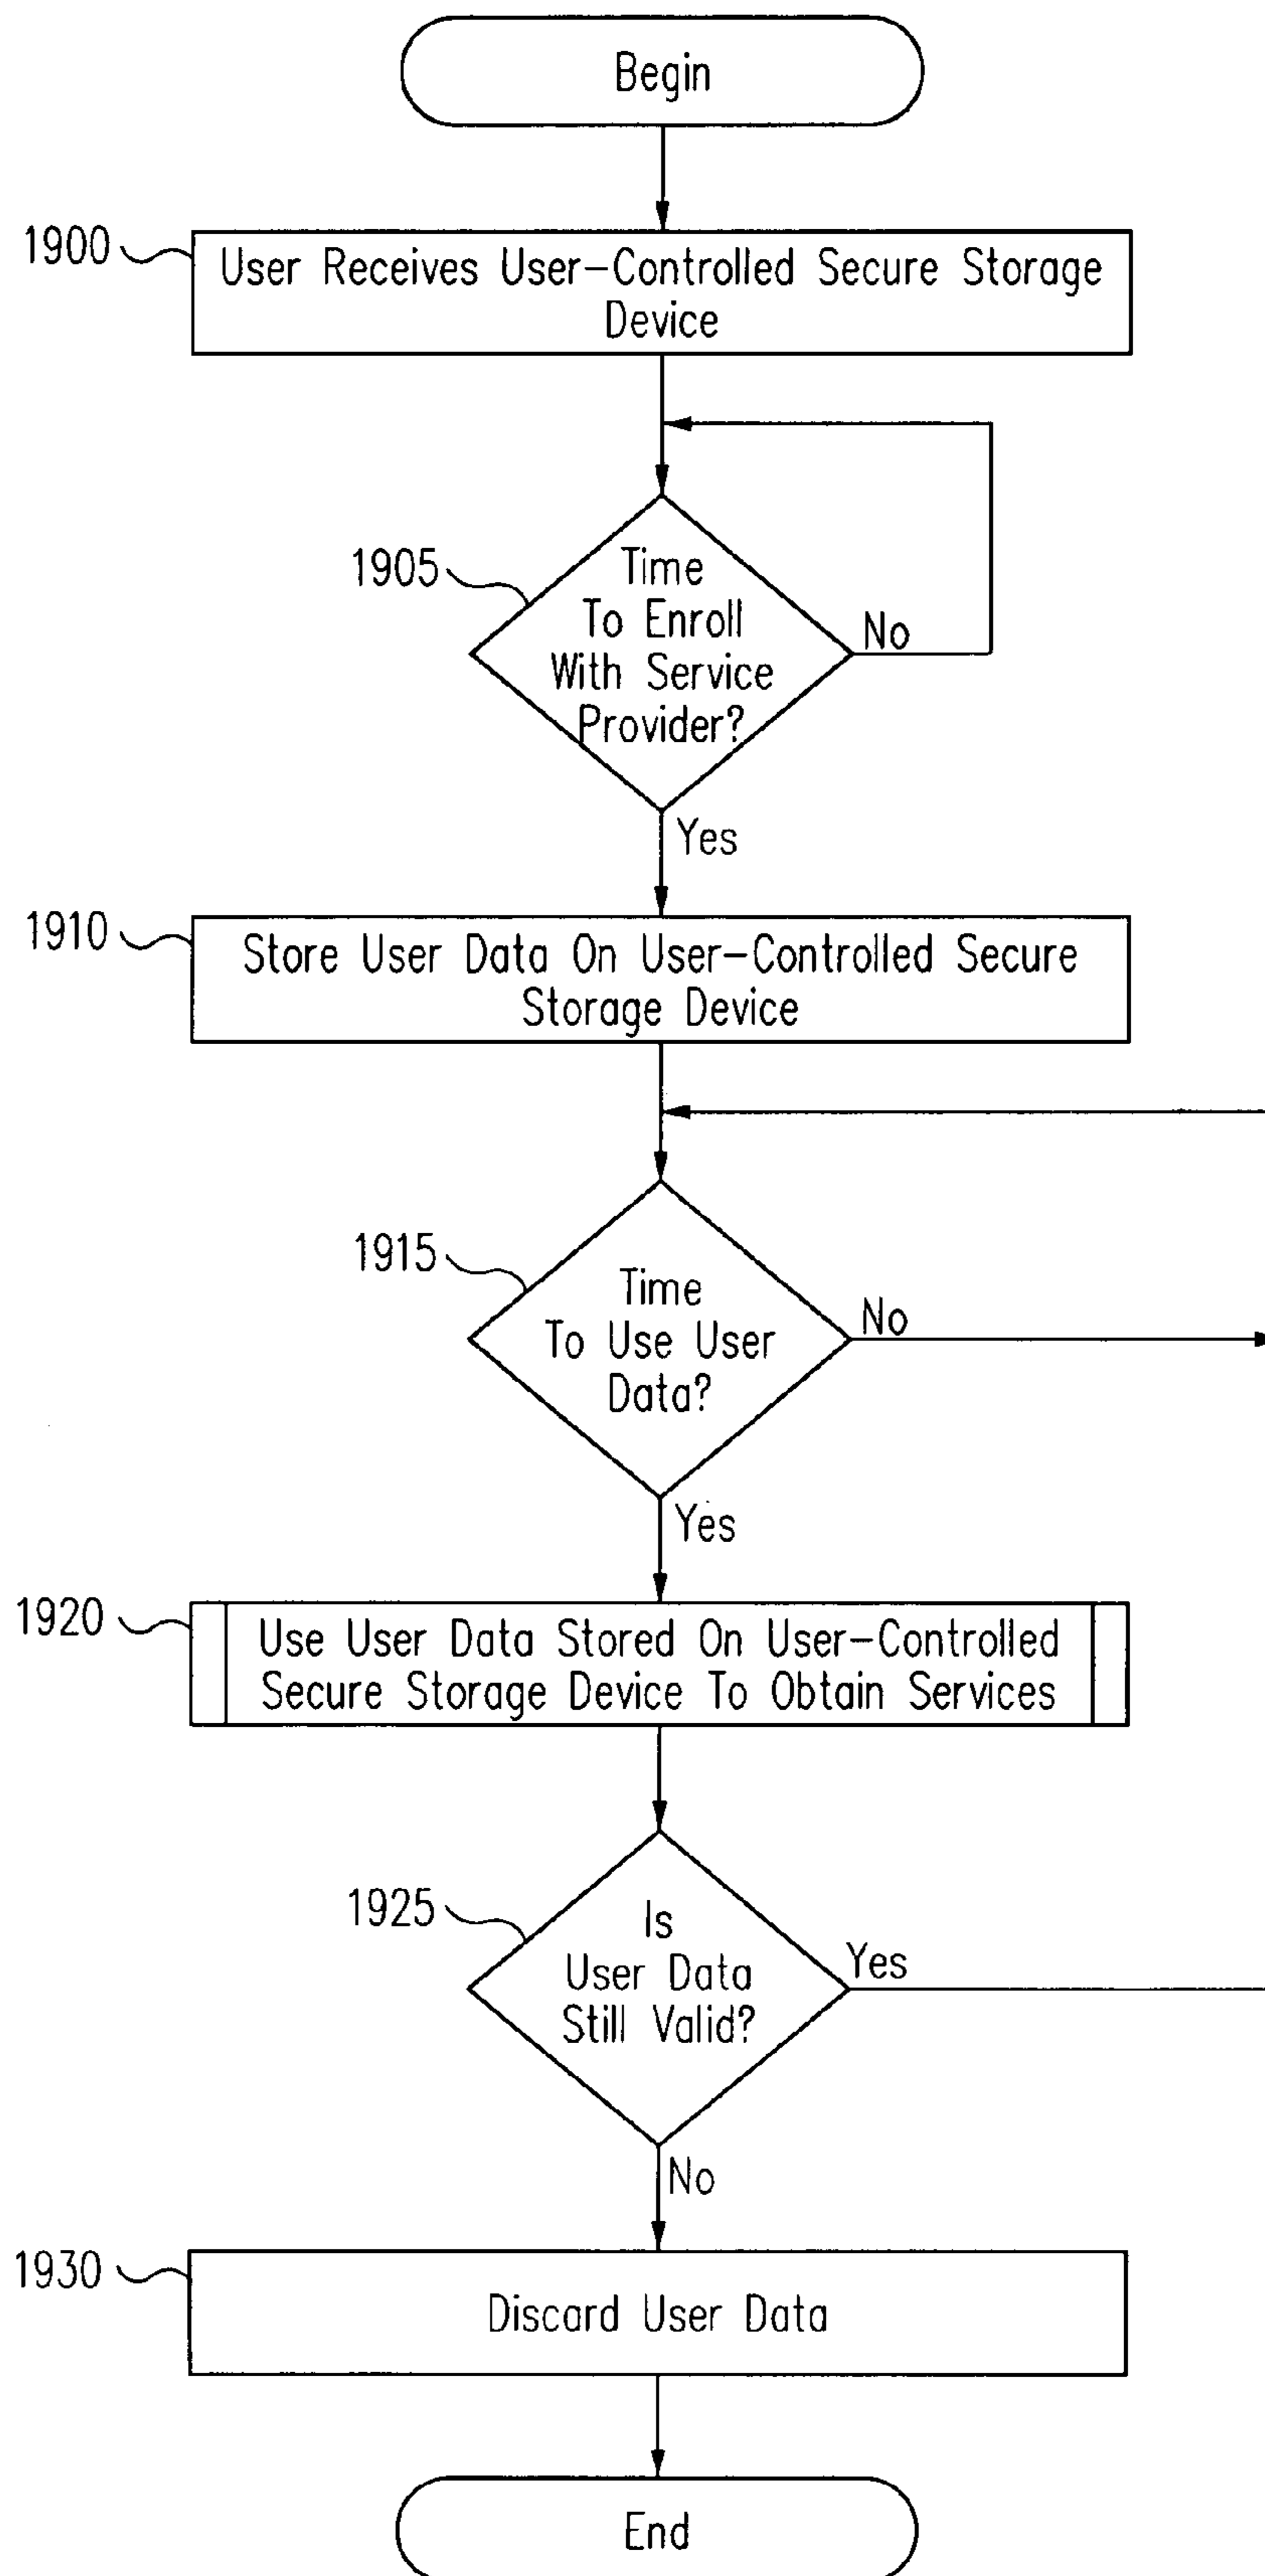 Begin
1900
User Receives User-Controlled Secure Storage
Device
1905
Time
To Enroll
With Service
Provider?
No
Yes
1910
Store User Data On User-Controlled Secure
Storage Device
1915
Time
To Use User
Data?
No
Yes
1920
Use User Data Stored On User-Controlled
Secure Storage Device To Obtain Services
1925
Is
User Data
Still Valid?
Yes
No
1930
Discard User Data
End